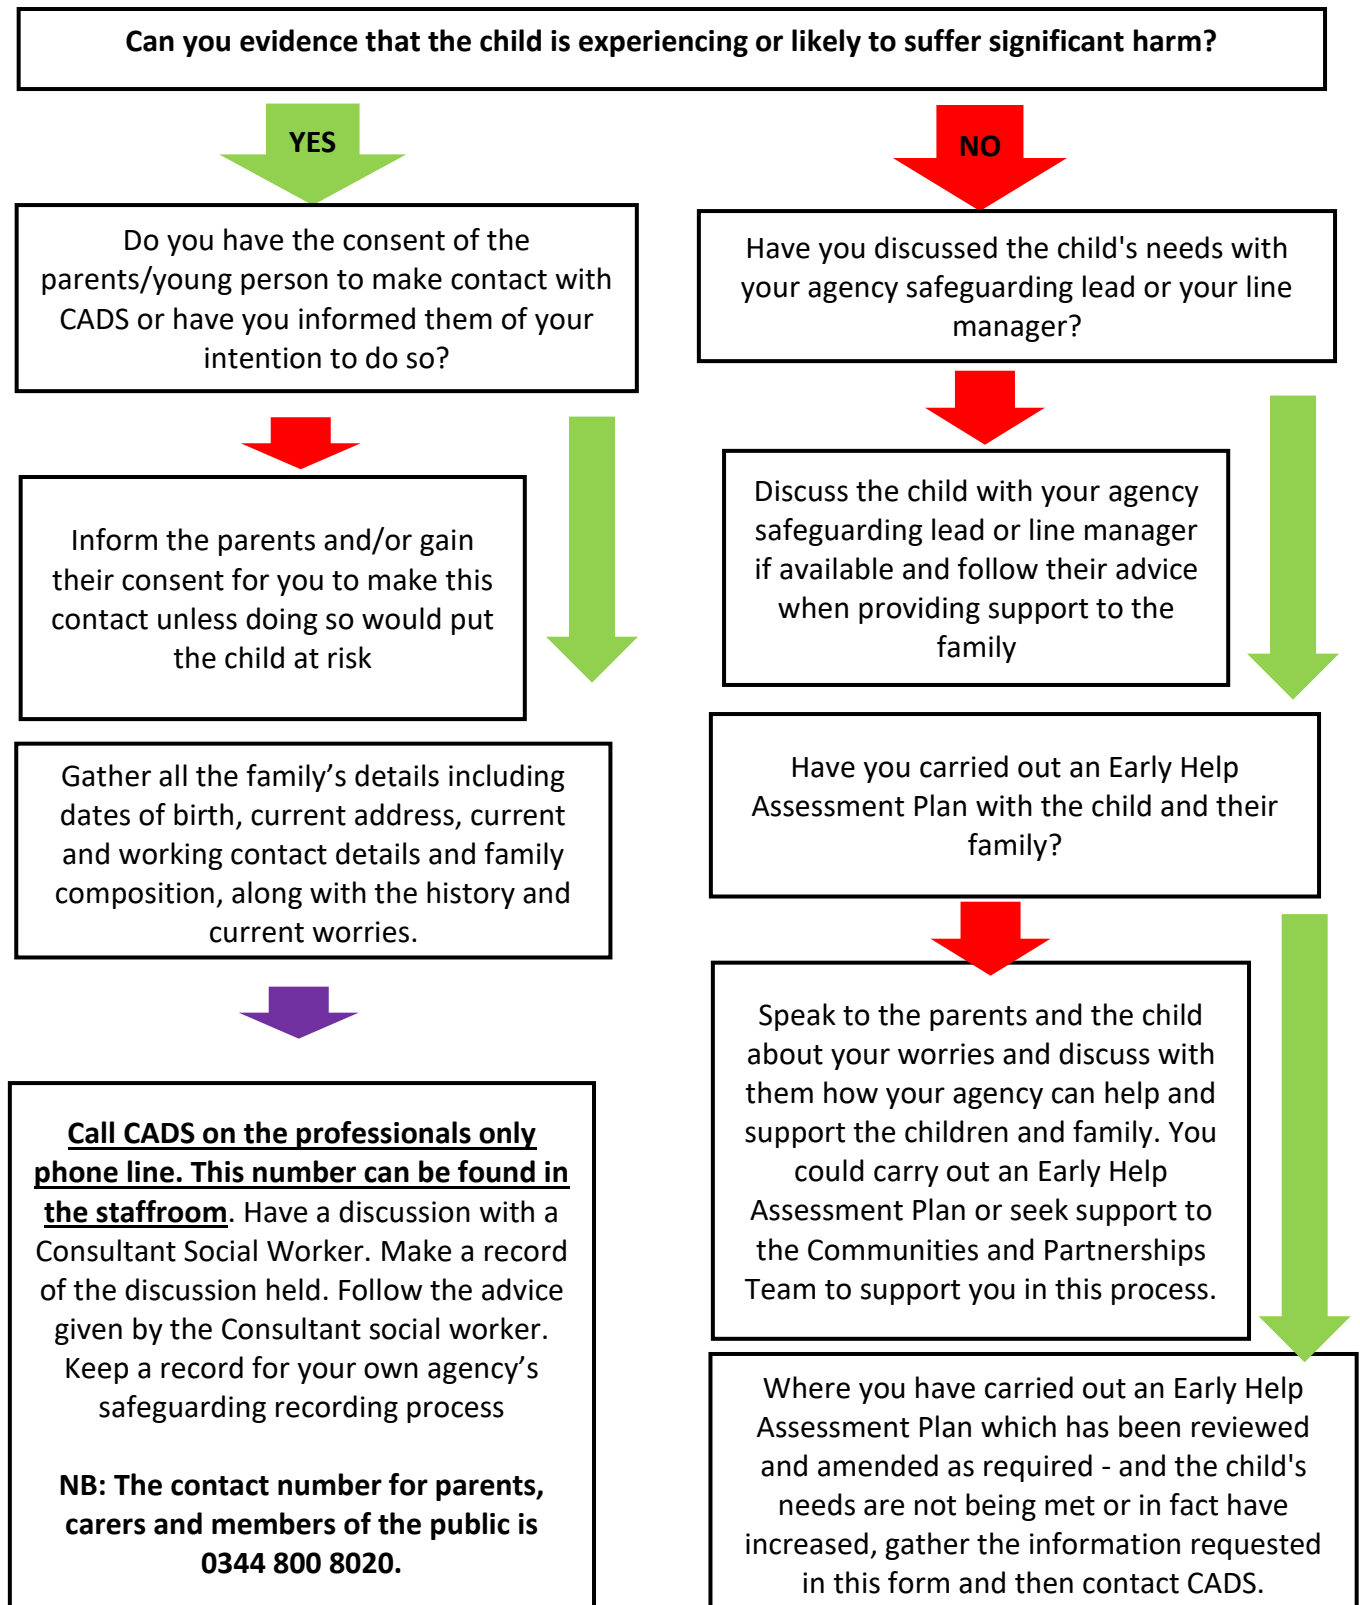 Can you evidence that the child is experiencing or likely to suffer significant harm?
YES
Do you have the consent of the
parents/young person to make contact with
CADS or have you informed them of your
intention to do so?
Inform the parents and/or gain
their consent for you to make this
contact unless doing so would put
the child at risk
Gather all the family’s details including
dates of birth, current address, current
and working contact details and family
composition, along with the history and
current worries.
Call CADS on the professionals only
phone line. This number can be found in
the staffroom. Have a discussion with a
Consultant Social Worker. Make a record
of the discussion held. Follow the advice
given by the Consultant social worker.
Keep a record for your own agency’s
safeguarding recording process
NB: The contact number for parents,
carers and members of the public is
0344 800 8020.
NO
Have you discussed the child's needs with
your agency safeguarding lead or your line
manager?
Discuss the child with your agency
safeguarding lead or line manager
if available and follow their advice
when providing support to the
family
Have you carried out an Early Help
Assessment Plan with the child and their
family?
Speak to the parents and the child
about your worries and discuss with
them how your agency can help and
support the children and family. You
could carry out an Early Help
Assessment Plan or seek support to
the Communities and Partnerships
Team to support you in this process.
Where you have carried out an Early Help
Assessment Plan which has been reviewed
and amended as required - and the child's
needs are not being met or in fact have
increased, gather the information requested
in this form and then contact CADS.